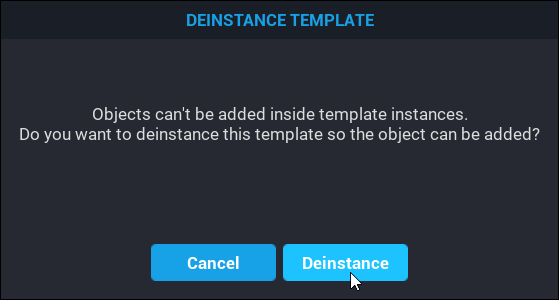 DEINSTANCE TEMPLATE
Objects can't be added inside template instances.
Do you want to deinstance this template so the object can be added?
Cancel
Deinstance